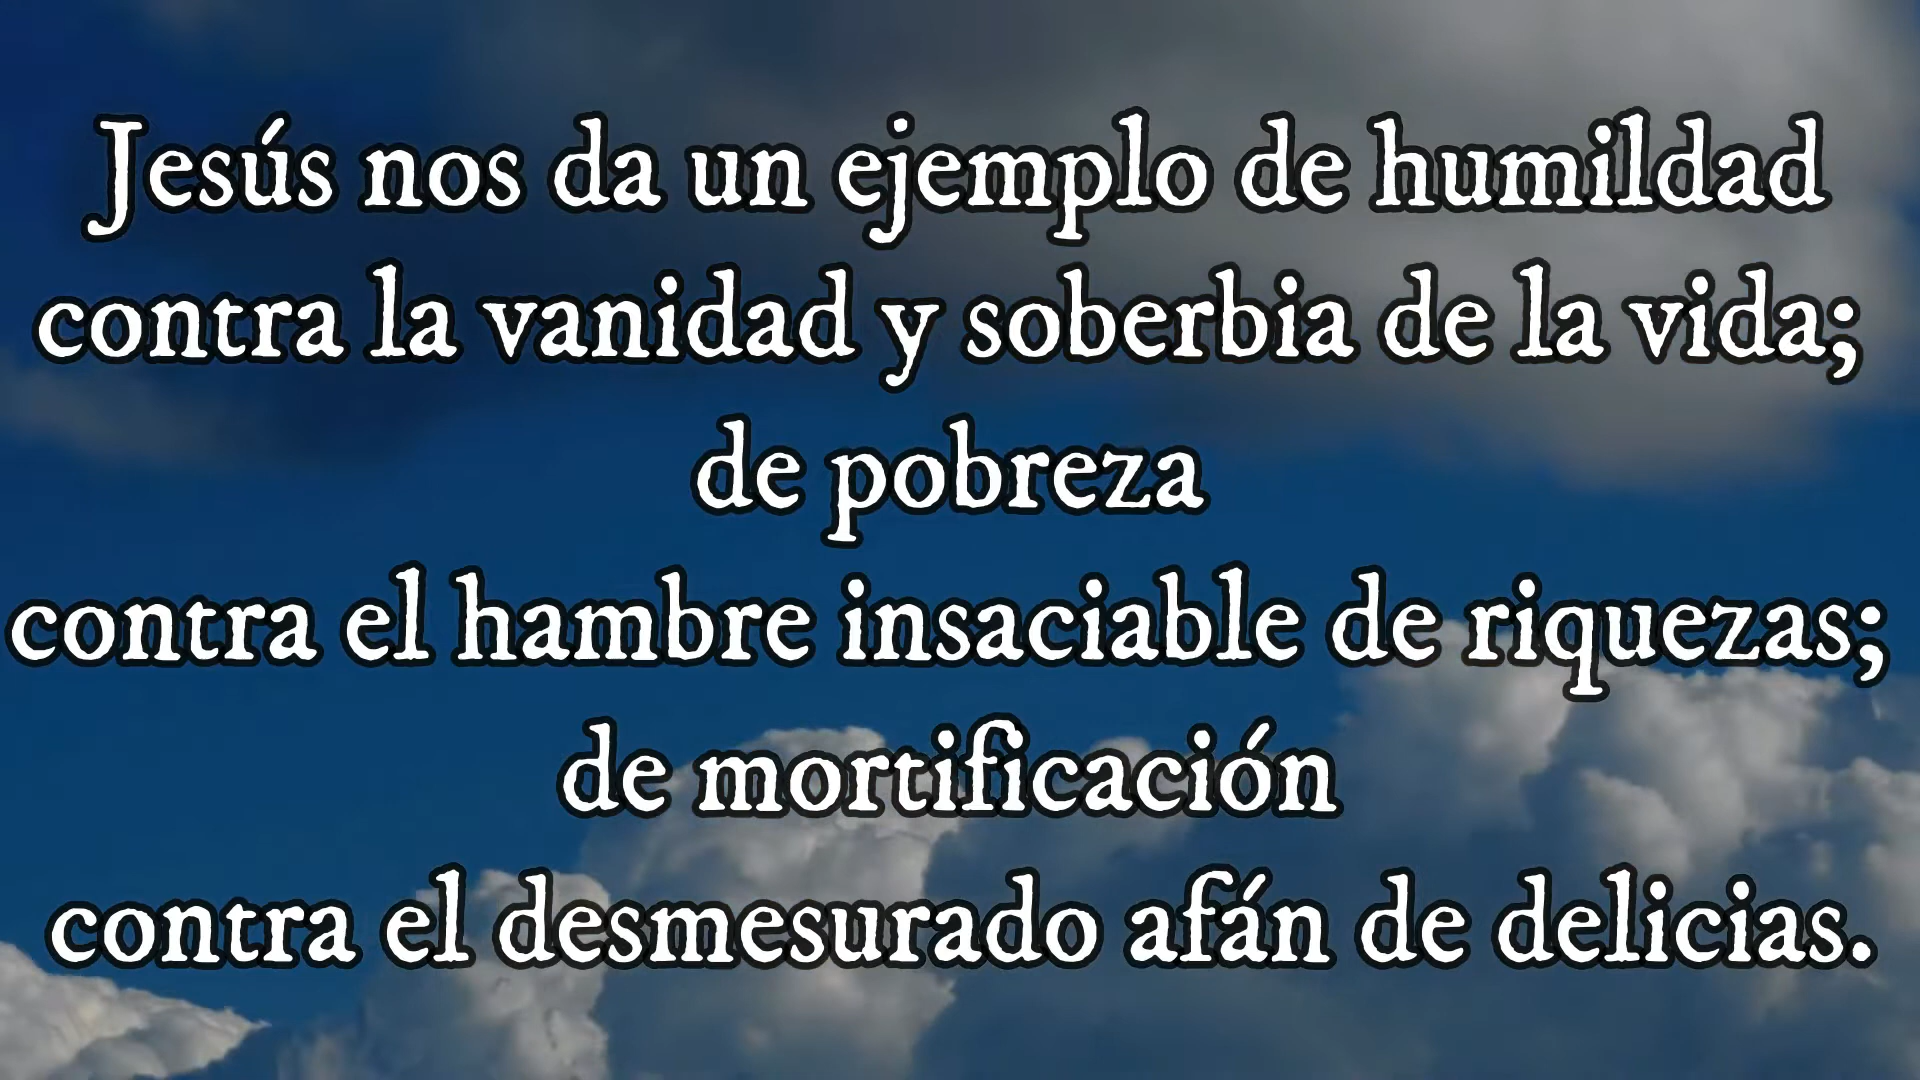 Jesús nos da un ejemplo de humildad
contra la vanidad y soberbia de la vida;
de pobreza
contra el hambre insaciable de riquezas;
de mortificación
contra el desmesurado afán de delicias.